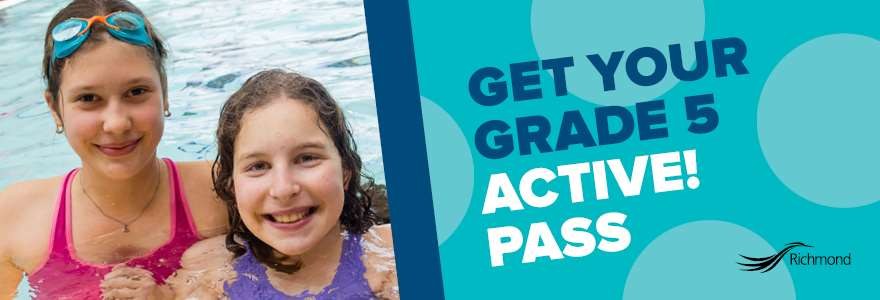 GET YOUR
GRADE 5
ACTIVE!
PASS
Richmond